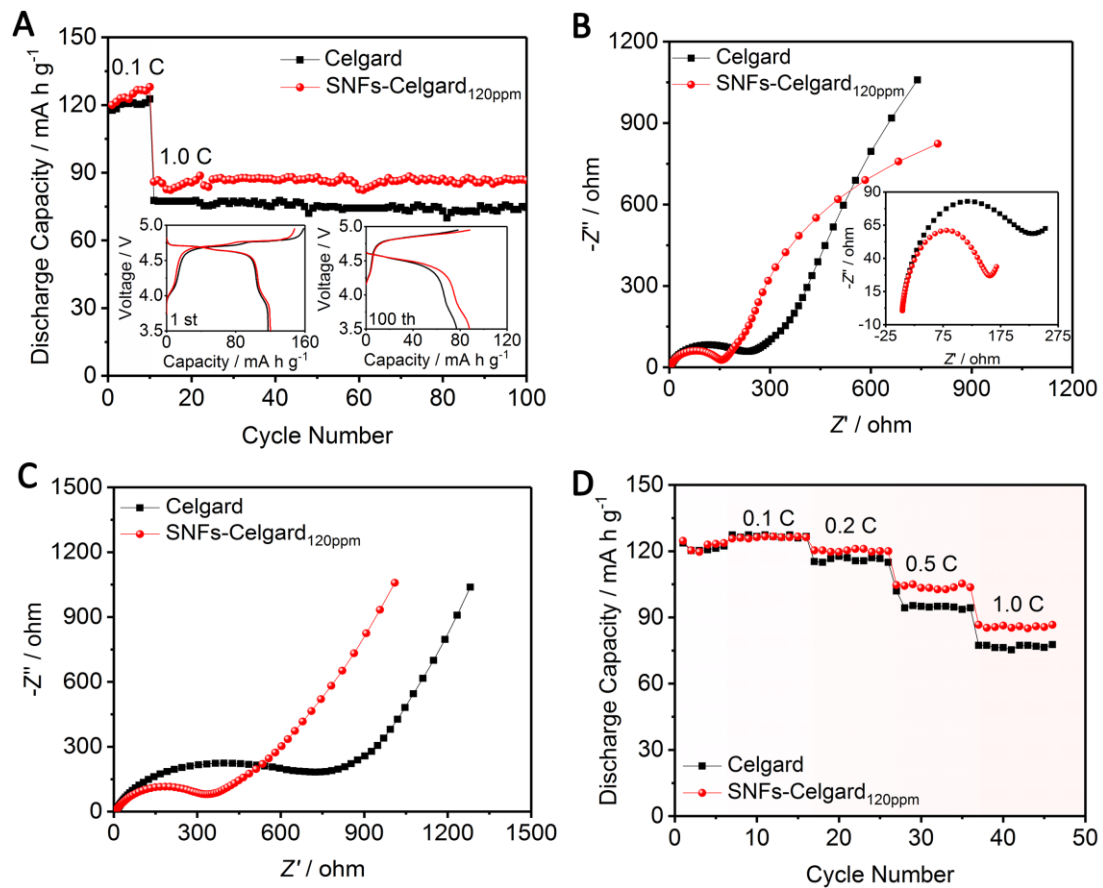 A
Discharge Capacity / mA h g⁻¹
150
120
90
75
60
30
0
0.1 C
1.0 C
Celgard
SNFs-Celgard₁₂₀ppm
Voltage / V
5.0
4.5
4.0
3.5
1 st
0 80 160
Capacity / mA h g⁻¹
Voltage / V
5.0
4.5
4.0
3.5
100 th
0 40 80 120
Capacity / mA h g⁻¹
0 20 40 60 80 100
Cycle Number
B
-Z'' / ohm
1200
900
600
300
0
Celgard
SNFs-Celgard₁₂₀ppm
-Z'' / ohm
90
65
40
15
-10
-25 75 175 275
Z' / ohm
0 300 600 900 1200
Z' / ohm
C
-Z'' / ohm
1500
1200
900
600
300
0
Celgard
SNFs-Celgard₁₂₀ppm
0 300 600 900 1200 1500
Z' / ohm
D
Discharge Capacity / mA h g⁻¹
150
120
90
60
30
0
0.1 C
0.2 C
0.5 C
1.0 C
Celgard
SNFs-Celgard₁₂₀ppm
0 10 20 30 40 50
Cycle Number